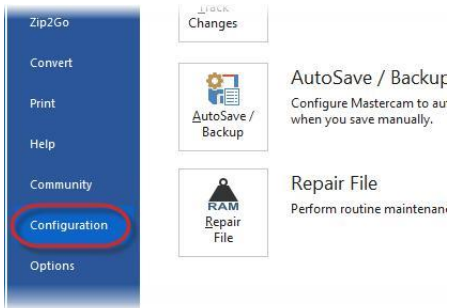 Zip2Go
Track
Changes
Convert
AutoSave / Backup
AutoSave /
Backup
Configure Mastercam to au
when you save manually.
Print
Help
Community
RAM
Repair
File
Repair File
Perform routine maintenan
Configuration
Options